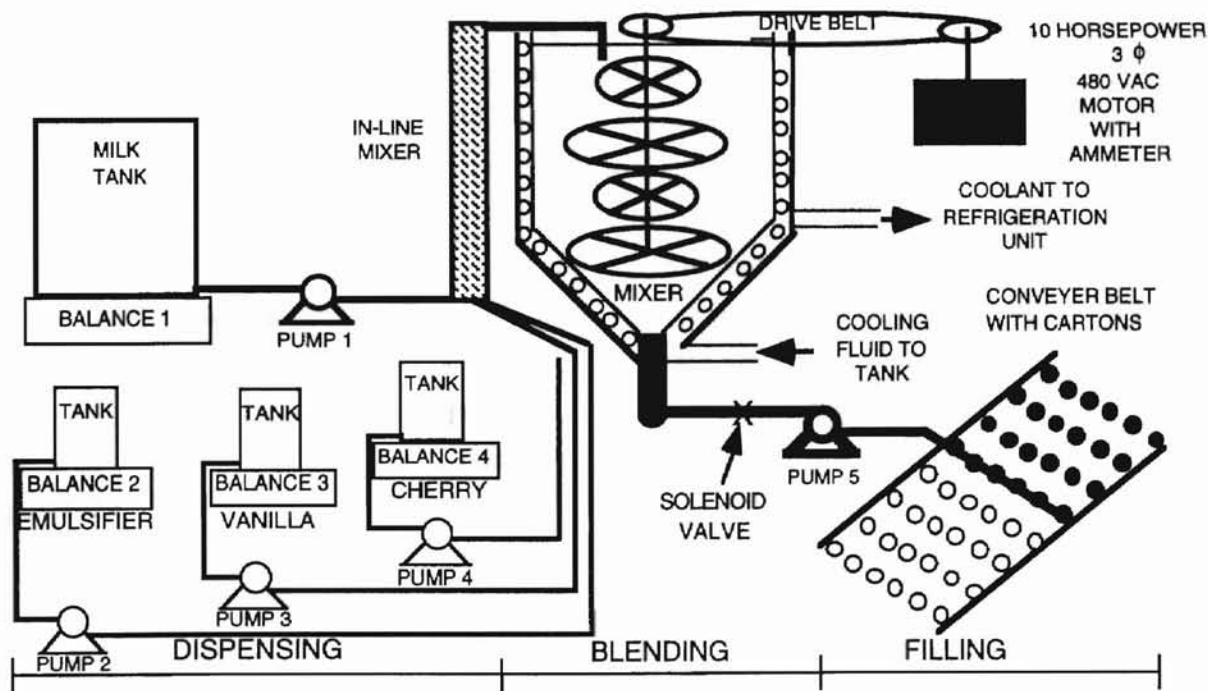 DRIVE BELT
10 HORSEPOWER
3 ϕ
480 VAC
MOTOR
WITH
AMMETER
IN-LINE
MIXER
MILK
TANK
COOLANT TO
REFRIGERATION
UNIT
MIXER
BALANCE 1
PUMP 1
CONVEYER BELT
WITH CARTONS
COOLING
FLUID TO
TANK
TANK
BALANCE 2
EMULSIFIER
TANK
BALANCE 3
VANILLA
TANK
BALANCE 4
CHERRY
PUMP 5
SOLENOID
VALVE
PUMP 4
PUMP 3
PUMP 2
DISPENSING
BLENDING
FILLING